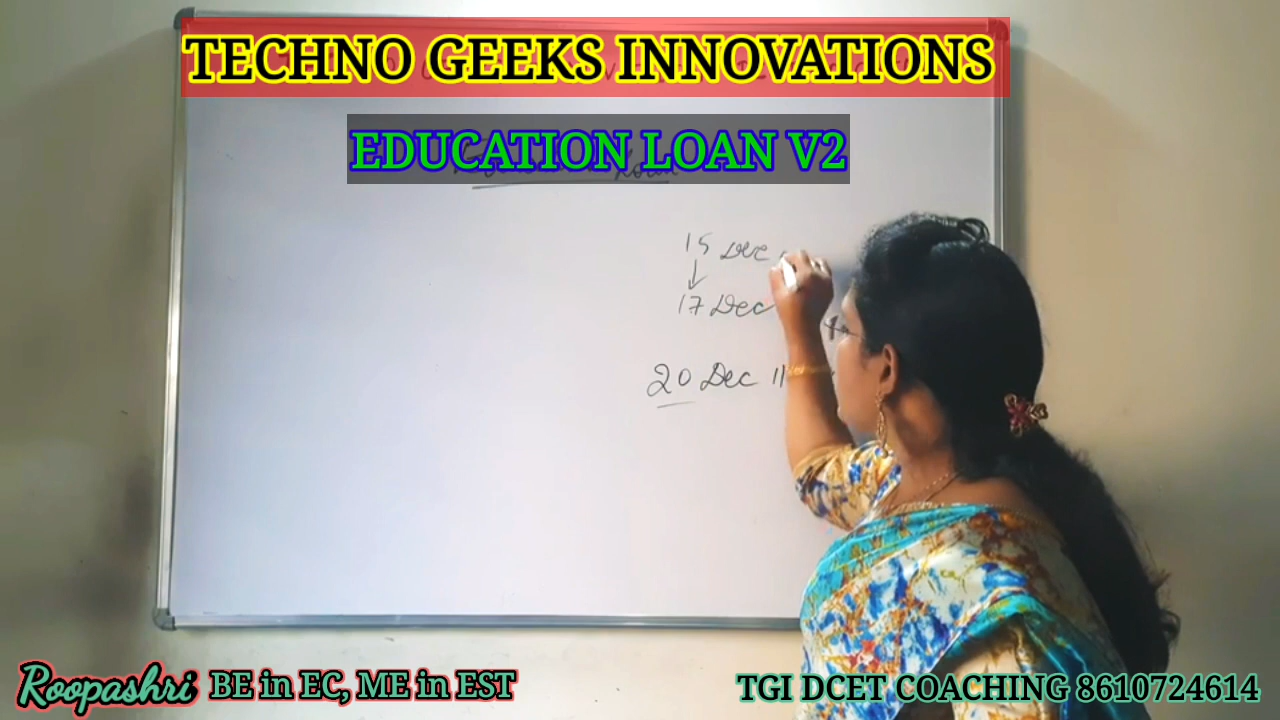 TECHNO GEEKS INNOVATIONS
EDUCATION LOAN V2
15 Dec
17 Dec
20 Dec 11
Roopashri BE in EC, ME in EST
TGI DCET COACHING 8610724614